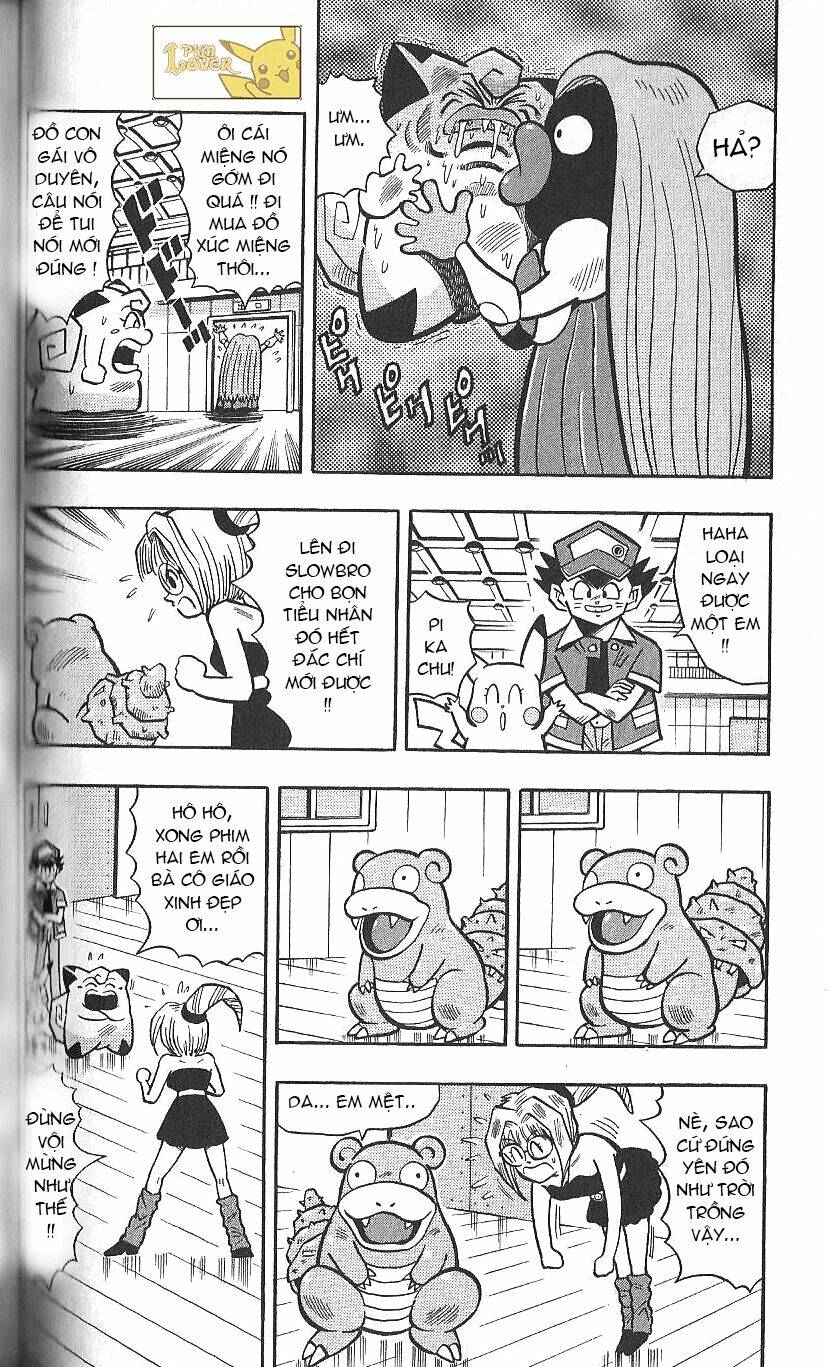 PKM
LOVER
HẢ?
ƯM...
ƯM.
ÔI CÁI
MIỆNG NÓ
GỚM ĐI
QUÁ !! ĐI
MUA ĐỒ
XÚC MIỆNG
THÔI...
ĐỒ CON
GÁI VÔ
DUYÊN,
CÂU NÓI
ĐỂ TUI
NÓI MỚI
ĐÚNG !
HAHA
LOẠI
NGAY
ĐƯỢC
MỘT EM !!
PI
KA
CHU!
LÊN ĐI
SLOWBRO
CHO BỌN
TIỂU NHÂN
ĐÓ HẾT
ĐẮC CHÍ
MỚI ĐƯỢC
!!
NÈ, SAO
CỨ ĐÚNG
YÊN ĐÓ
NHƯ TRỜI
TRỒNG
VẬY...
DA... EM MỆT..
HÔ HÔ,
XONG PHIM
HAI EM RỒI
BÀ CÔ GIÁO
XINH ĐẸP
ƠI...
ĐỪNG
VỘI
MỪNG
NHƯ
THẾ
!!